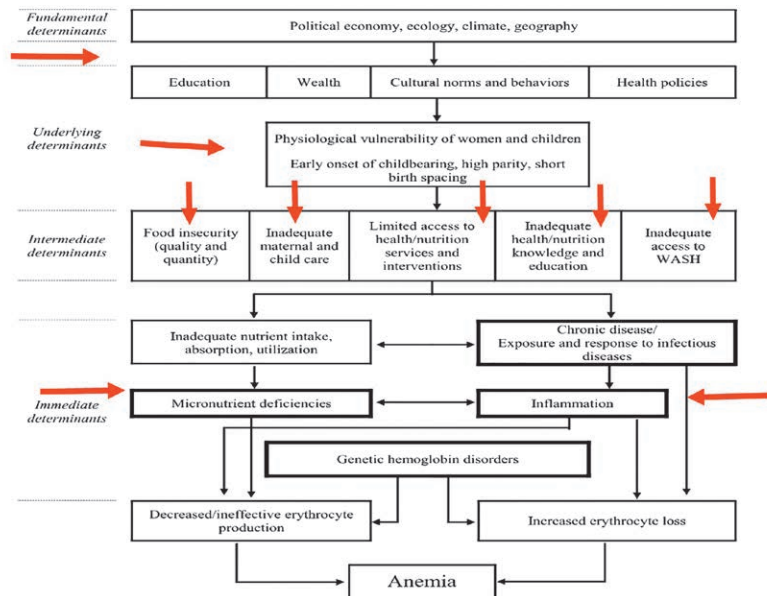 Fundamental
determinants
Political economy, ecology, climate, geography
Education
Wealth
Cultural norms and behaviors
Health policies
Underlying
determinants
Physiological vulnerability of women and children
Early onset of childbearing, high parity, short
birth spacing
Intermediate
determinants
Food insecurity
(quality and
quantity)
Inadequate
maternal and
child care
Limited access to
health/nutrition
services and
interventions
Inadequate
health/nutrition
knowledge and
education
Inadequate
access to
WASH
Inadequate nutrient intake,
absorption, utilization
Chronic disease/
Exposure and response to infectious
diseases
Immediate
determinants
Micronutrient deficiencies
Inflammation
Genetic hemoglobin disorders
Decreased/ineffective erythrocyte
production
Increased erythrocyte loss
Anemia